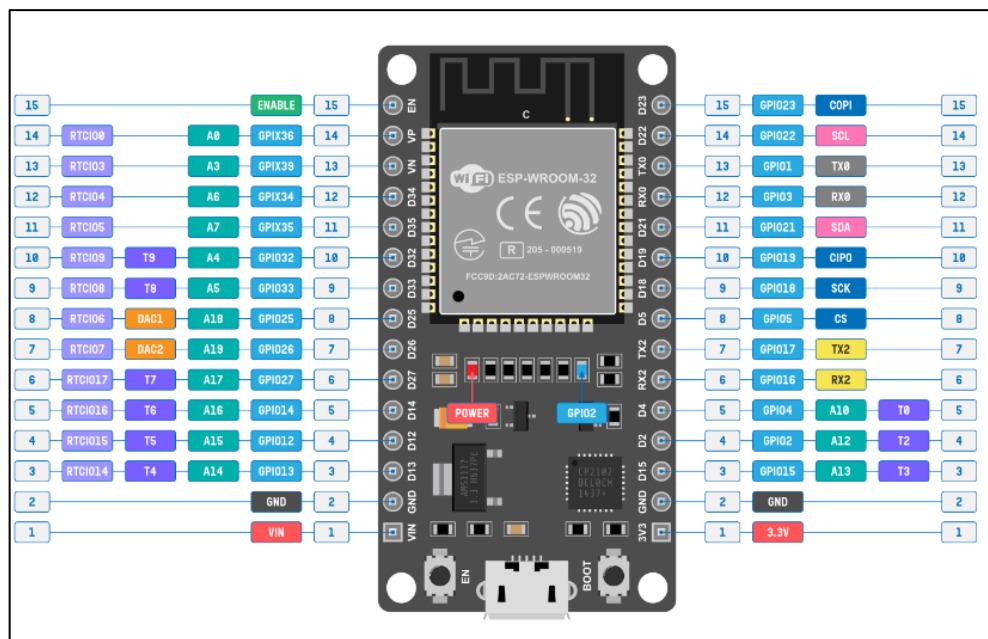 15 ENABLE 15 EN D23 15 GPIO23 COPI 15
14 RTCIO0 A0 GPIX36 14 VP D22 14 GPIO22 SCL 14
13 RTCIO3 A3 GPIX39 13 VN TX0 13 GPIO1 TX0 13
12 RTCIO4 A6 GPIX34 12 D34 RX0 12 GPIO3 RX0 12
11 RTCIO5 A7 GPIX35 11 D35 D21 11 GPIO21 SDA 11
10 RTCIO9 T9 A4 GPIO32 10 D32 D19 10 GPIO19 CIPO 10
9 RTCIO8 T8 A5 GPIO33 9 D33 D18 9 GPIO18 SCK 9
8 RTCIO6 DAC1 A18 GPIO25 8 D25 D5 8 GPIO5 CS 8
7 RTCIO7 DAC2 A19 GPIO26 7 D26 TX2 7 GPIO17 TX2 7
6 RTCIO17 T7 A17 GPIO27 6 D27 RX2 6 GPIO16 RX2 6
5 RTCIO16 T6 A16 GPIO14 5 D14 D4 5 GPIO4 A10 T0 5
4 RTCIO15 T5 A15 GPIO12 4 D12 D2 4 GPIO2 A12 T2 4
3 RTCIO14 T4 A14 GPIO13 3 D13 D15 3 GPIO15 A13 T3 3
2 GND 2 GND GND 2 GND 2
1 VIN 1 VIN 3V3 1 3.3V 1
C
WiFi ESP-WROOM-32
CE
R 205-000519
FCC9D:2AC72-ESPWROOM32
POWER GPIO2
AMS1117
3.3 H637PE
CP2102
DCL0CH
1437+
EN BOOT